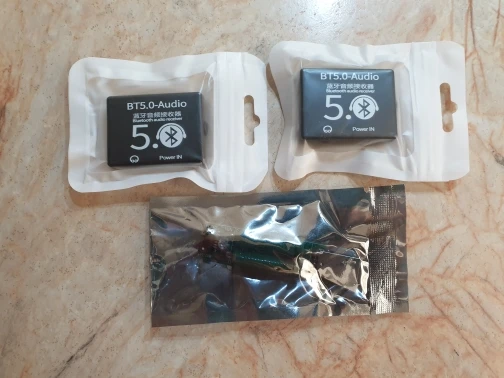 BT5.0-Audio
蓝牙音频接收器
Bluetooth audio receiver
5.0
Power IN
BT5.0-Audio
蓝牙音频接收器
Bluetooth audio receiver
5.0
Power IN